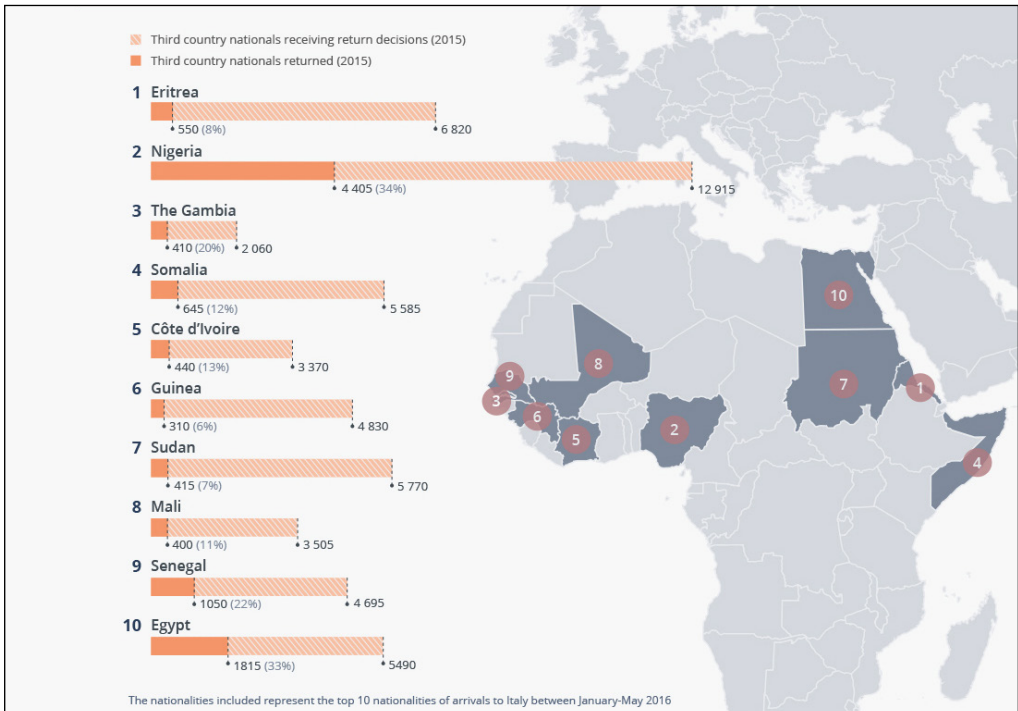 Third country nationals receiving return decisions (2015)
Third country nationals returned (2015)
1 Eritrea
550 (8%) 6 820
2 Nigeria
4 405 (34%) 12 915
3 The Gambia
410 (20%) 2 060
4 Somalia
645 (12%) 5 585
5 Côte d'Ivoire
440 (13%) 3 370
6 Guinea
310 (6%) 4 830
7 Sudan
415 (7%) 5 770
8 Mali
400 (11%) 3 505
9 Senegal
1050 (22%) 4 695
10 Egypt
1815 (33%) 5490
The nationalities included represent the top 10 nationalities of arrivals to Italy between January-May 2016
10
8
9
7
1
3
6
2
5
4